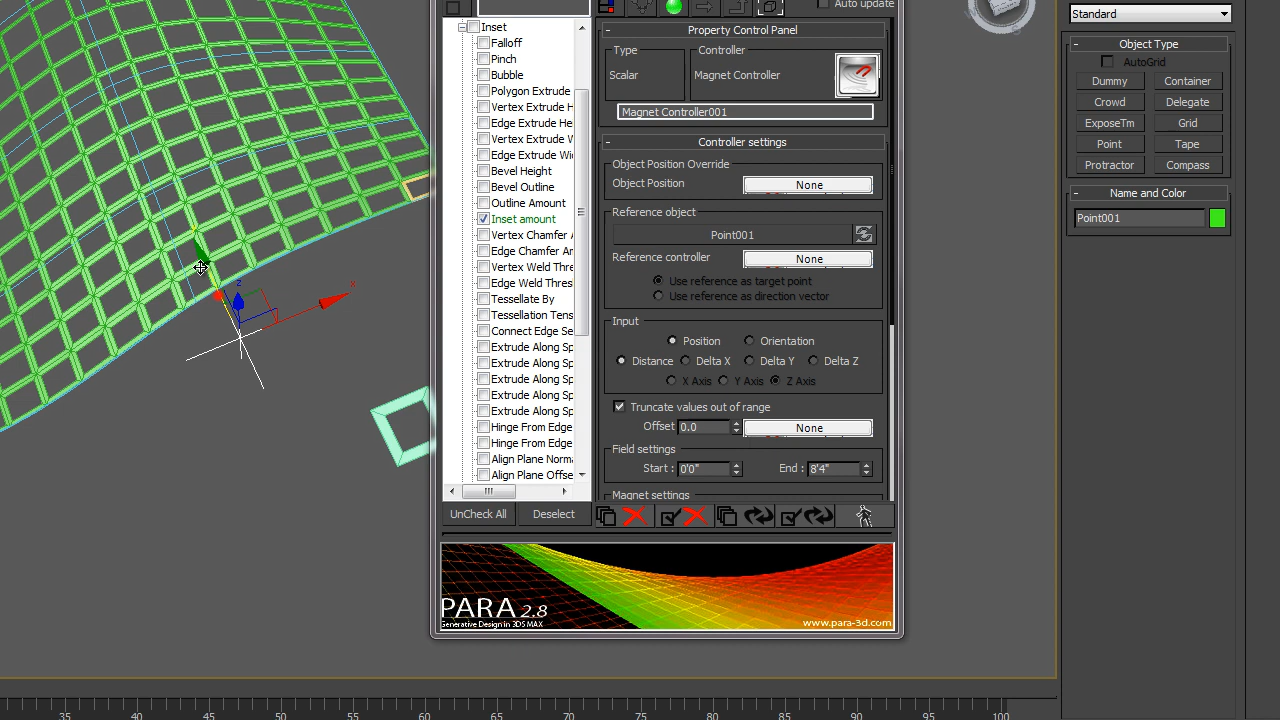 Auto update
Standard
Inset
Falloff
Pinch
Bubble
Polygon Extrude
Vertex Extrude H
Edge Extrude He
Vertex Extrude W
Edge Extrude Wi
Bevel Height
Bevel Outline
Outline Amount
Inset amount
Vertex Chamfer A
Edge Chamfer Am
Vertex Weld Thre
Edge Weld Thres
Tessellate By
Tessellation Tens
Connect Edge Se
Extrude Along Sp
Extrude Along Sp
Extrude Along Sp
Extrude Along Sp
Extrude Along Sp
Hinge From Edge
Hinge From Edge
Align Plane Norm
Align Plane Offse
UnCheck All
Deselect
Property Control Panel
Type
Controller
Scalar
Magnet Controller
Magnet Controller001
Controller settings
Object Position Override
Object Position
None
Reference object
Point001
Reference controller
None
Use reference as target point
Use reference as direction vector
Input
Position
Orientation
Distance
Delta X
Delta Y
Delta Z
X Axis
Y Axis
Z Axis
Truncate values out of range
Offset
0.0
None
Field settings
Start :
0'0"
End :
8'4"
Magnet settings
PARA 2.8
Generative Design in 3DS MAX
www.para-3d.com
Object Type
AutoGrid
Dummy
Container
Crowd
Delegate
ExposeTm
Grid
Point
Tape
Protractor
Compass
Name and Color
Point001
z
x
35
40
45
50
55
60
65
70
75
80
85
90
95
100